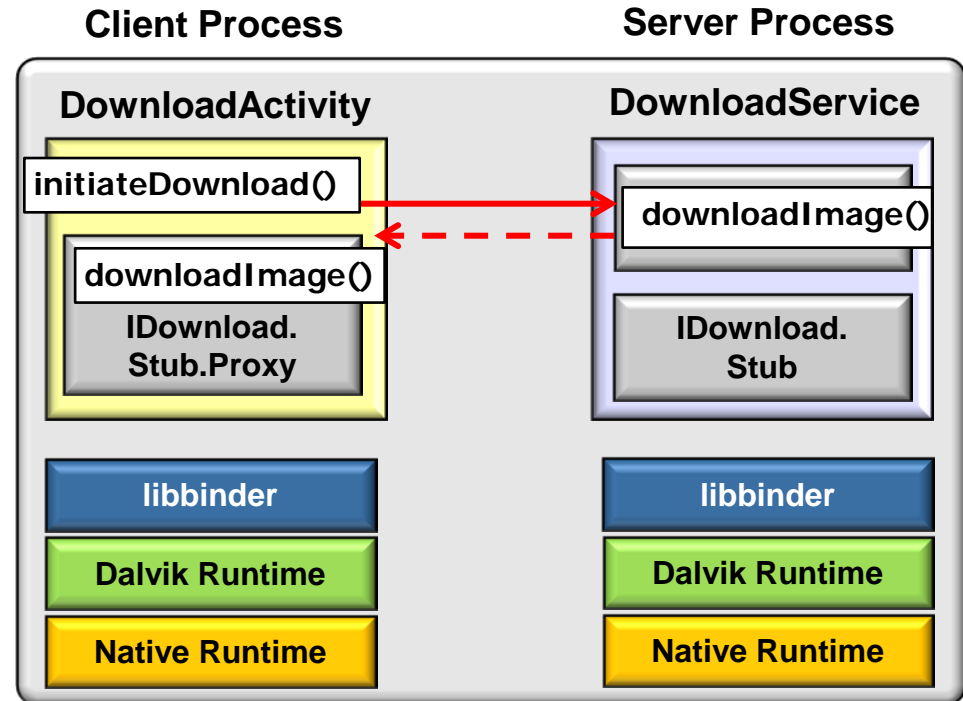 Client Process
Server Process
DownloadActivity
DownloadService
initiateDownload()
downloadImage()
downloadImage()
IDownload.
Stub.Proxy
IDownload.
Stub
libbinder
libbinder
Dalvik Runtime
Dalvik Runtime
Native Runtime
Native Runtime